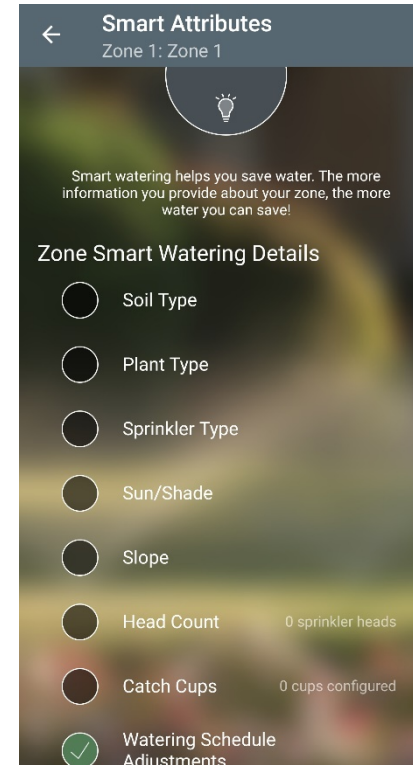 Smart Attributes
Zone 1: Zone 1
Smart watering helps you save water. The more
information you provide about your zone, the more
water you can save!
Zone Smart Watering Details
Soil Type
Plant Type
Sprinkler Type
Sun/Shade
Slope
Head Count 0 sprinkler heads
Catch Cups 0 cups configured
Watering Schedule
Adjustments